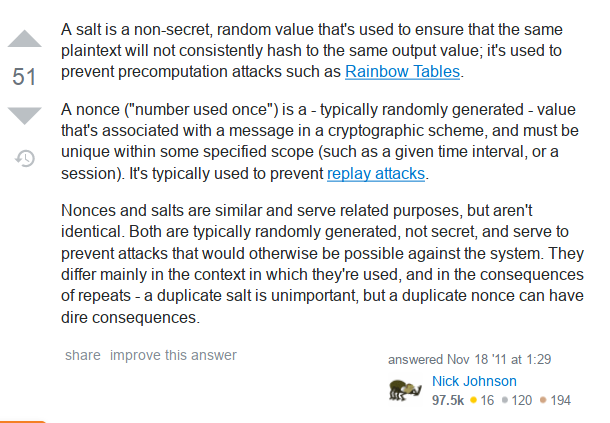 A salt is a non-secret, random value that's used to ensure that the same
plaintext will not consistently hash to the same output value; it's used to
prevent precomputation attacks such as Rainbow Tables.
51
A nonce ("number used once") is a - typically randomly generated - value
that's associated with a message in a cryptographic scheme, and must be
unique within some specified scope (such as a given time interval, or a
session). It's typically used to prevent replay attacks.
Nonces and salts are similar and serve related purposes, but aren't
identical. Both are typically randomly generated, not secret, and serve to
prevent attacks that would otherwise be possible against the system. They
differ mainly in the context in which they're used, and in the consequences
of repeats - a duplicate salt is unimportant, but a duplicate nonce can have
dire consequences.
share improve this answer
answered Nov 18 '11 at 1:29
Nick Johnson
97.5k 16 120 194